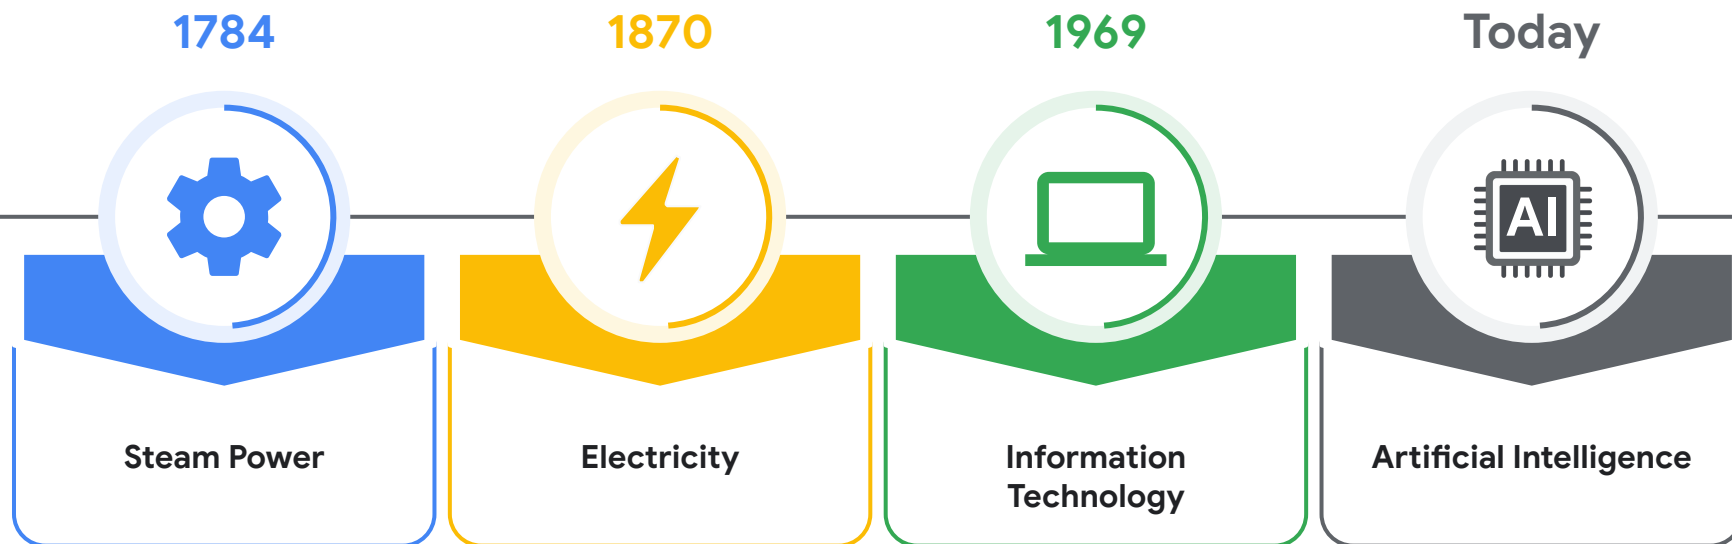 1784
1870
1969
Today
AI
Steam Power
Electricity
Information
Technology
Artificial Intelligence